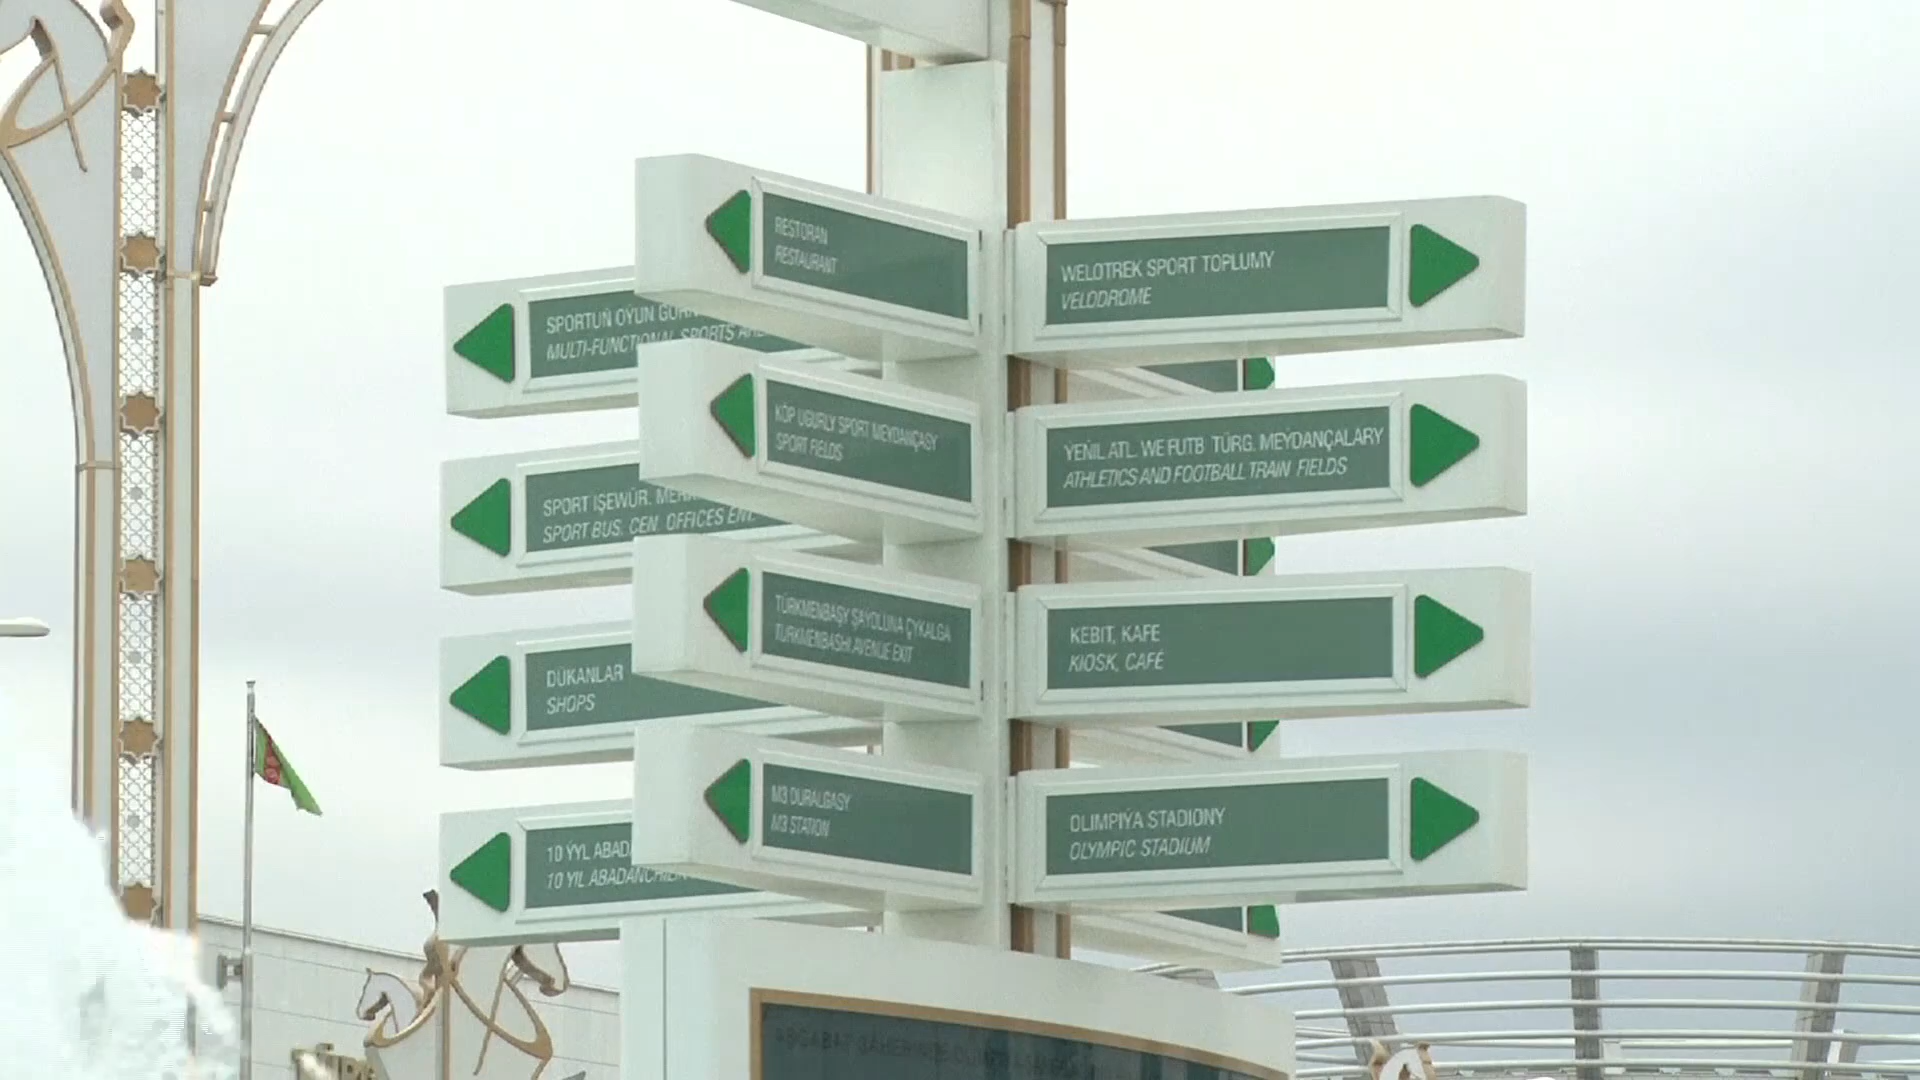 RESTORAN
RESTAURANT
WELOTREK SPORT TOPLUMY
VELODROME
SPORTUŇ OÝUN
MULTI-FUNCTIONAL SPORTS
KÖP UGURLY SPORT MEÝDANÇASY
SPORT FIELDS
ÝEŇIL ATL. WE FUTB TÜRG. MEÝDANÇALARY
ATHLETICS AND FOOTBALL TRAIN FIELDS
SPORT IŞEWÜR.
SPORT BUS. CEN. OFFICES ENT.
TÜRKMENBAŞY ŞAÝOLUNA ÇYKALGA
TURKMENBASHI AVENUE EXIT
KEBIT, KAFE
KIOSK, CAFÉ
DÜKANLAR
SHOPS
M3 DURALGASY
M3 STATION
OLIMPIÝA STADIONY
OLYMPIC STADIUM
10 ÝYL
10 YIL